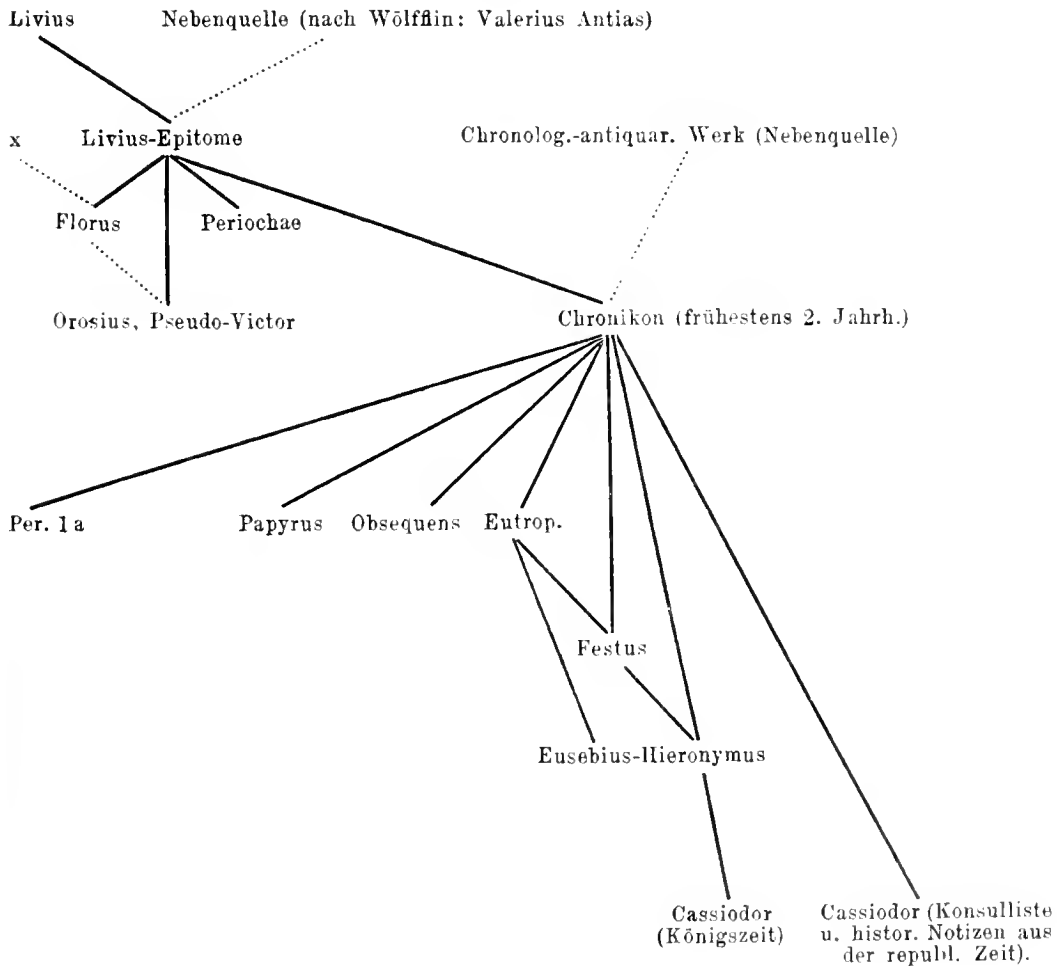 Livius Nebenquelle (nach Wölfflin: Valerius Antias)
x Livius-Epitome Chronolog.-antiquar. Werk (Nebenquelle)
Florus Periochae
Orosius, Pseudo-Victor Chronikon (frühestens 2. Jahrh.)
Per. 1 a Papyrus Obsequens Eutrop.
Festus
Eusebius-Hieronymus
Cassiodor
(Königszeit)
Cassiodor (Konsulliste
u. histor. Notizen aus
der republ. Zeit).